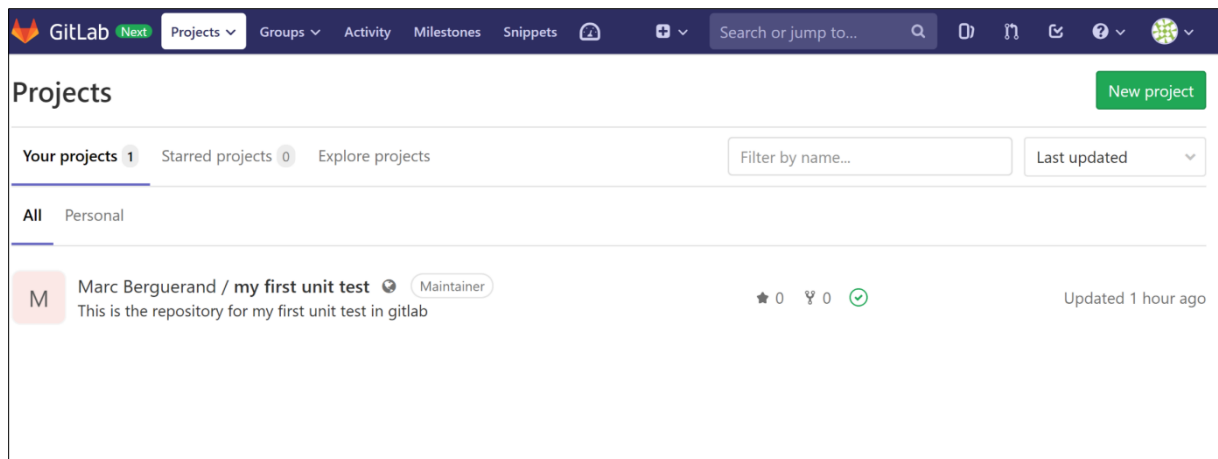 GitLab Next Projects Groups Activity Milestones Snippets Search or jump to...
Projects
New project
Your projects 1 Starred projects 0 Explore projects Filter by name... Last updated
All Personal
M
Marc Berguerand / my first unit test Maintainer
This is the repository for my first unit test in gitlab
0 0 Updated 1 hour ago